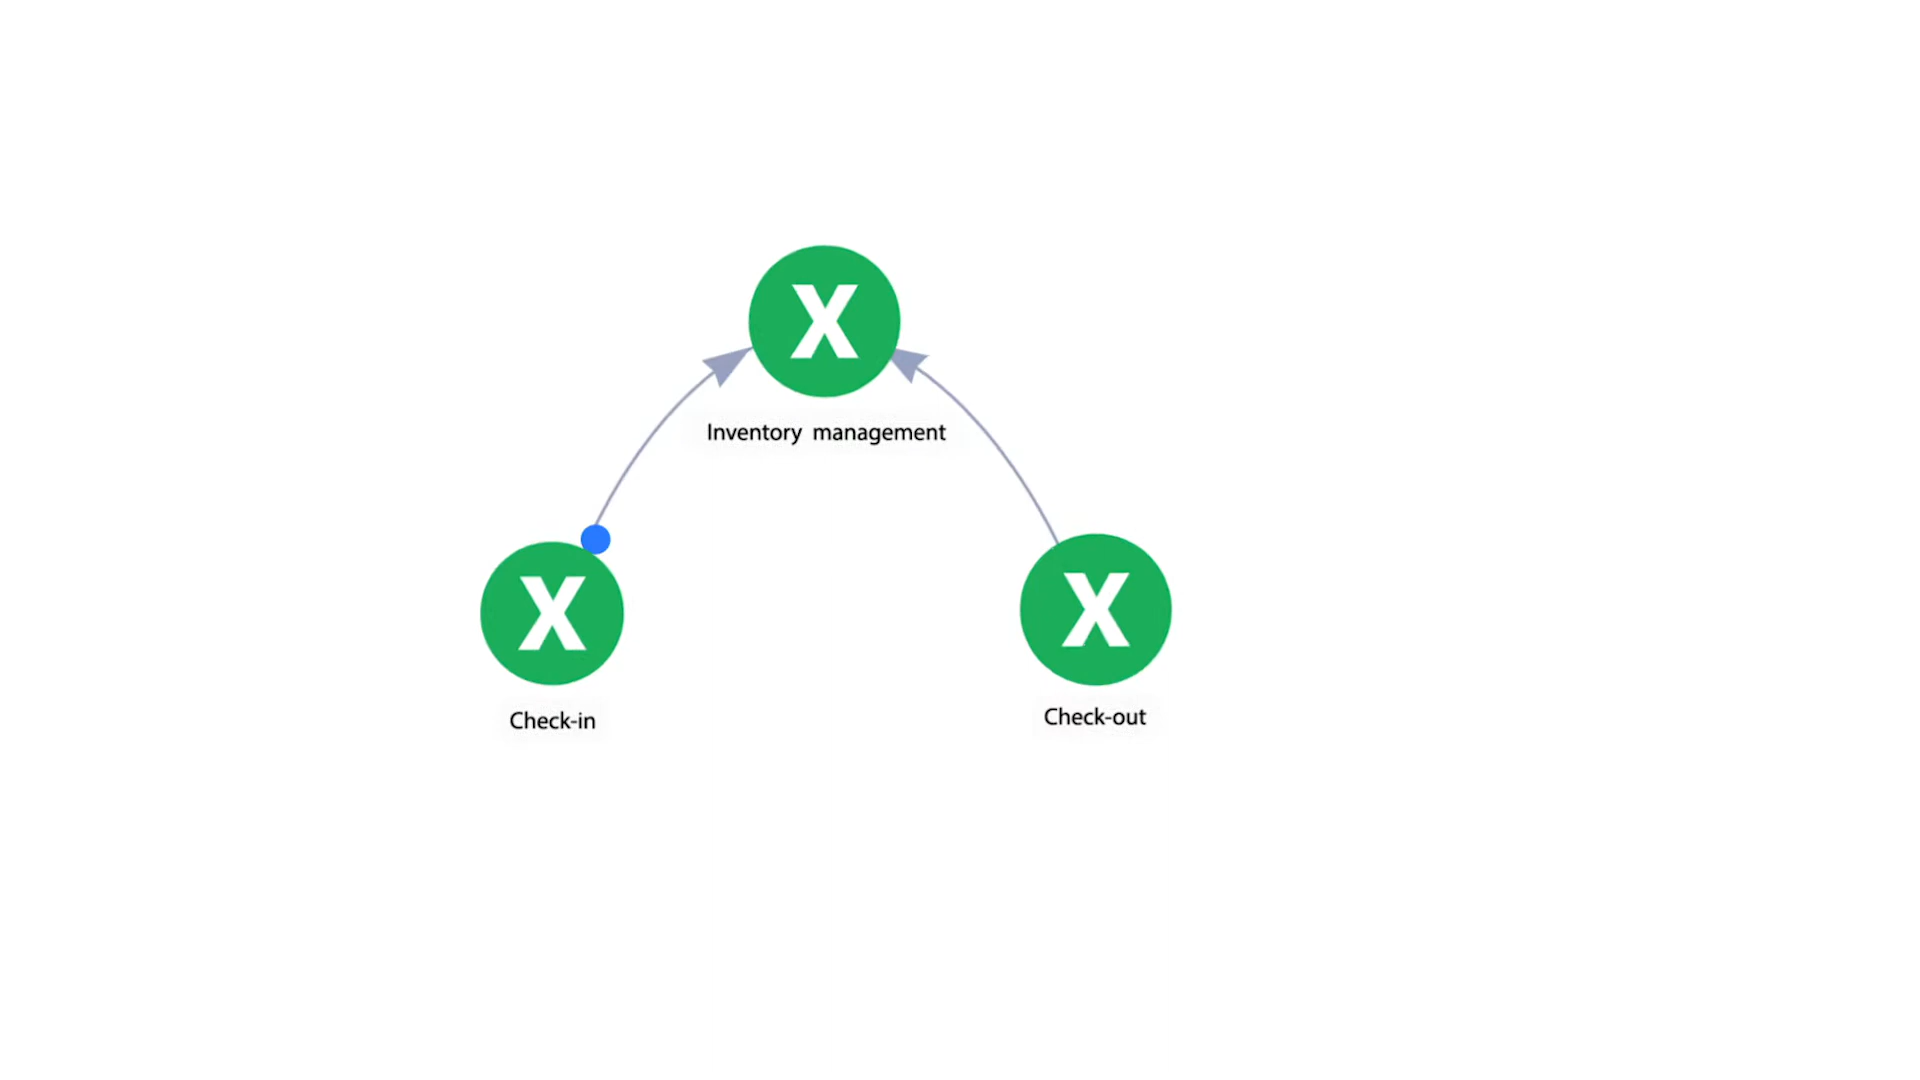 X
Inventory management
X
X
Check-in
Check-out